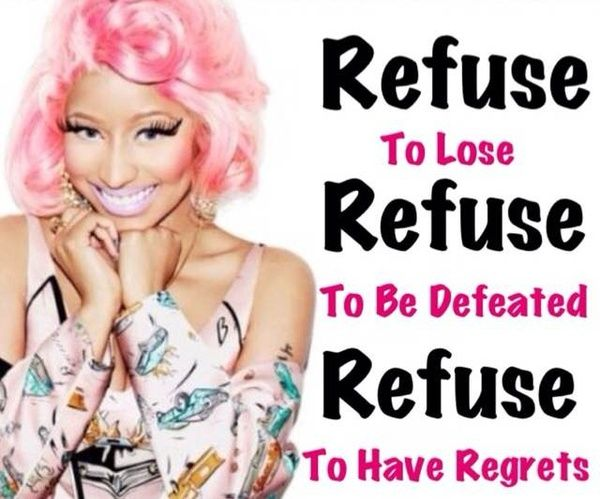 Refuse
To Lose
Refuse
To Be Defeated
Refuse
To Have Regrets